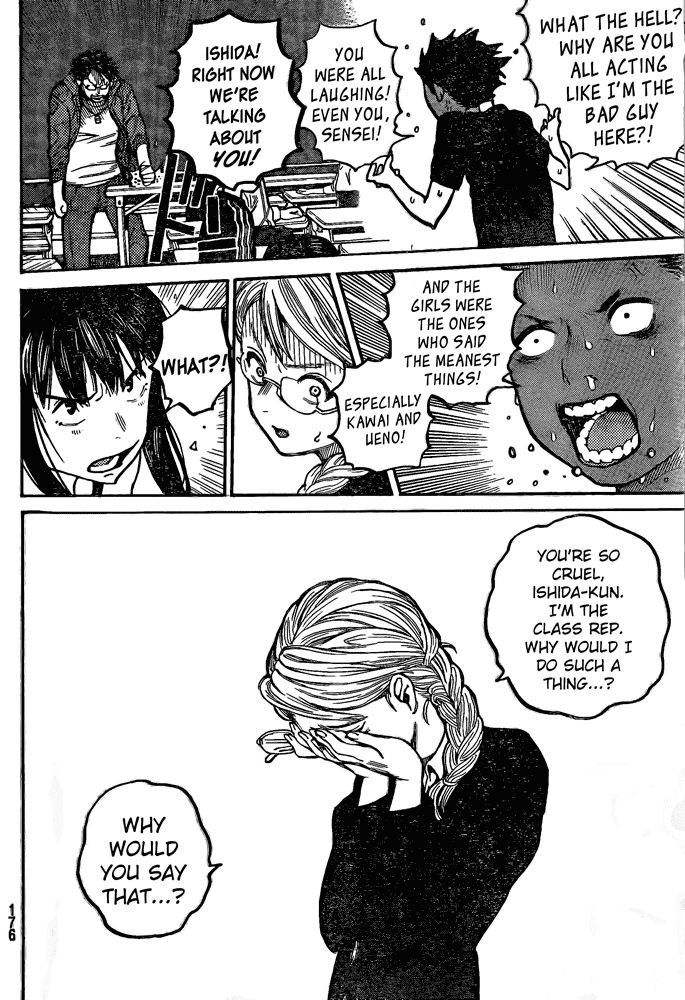 WHAT THE HELL?
WHY ARE YOU
ALL ACTING
LIKE I'M THE
BAD GUY
HERE?!
YOU
WERE ALL
LAUGHING!
EVEN YOU,
SENSEI!
ISHIDA!
RIGHT NOW
WE'RE
TALKING
ABOUT
YOU!
AND THE
GIRLS WERE
THE ONES
WHO SAID
THE MEANEST
THINGS!
ESPECIALLY
KAWAI AND
UENO!
WHAT?!
YOU'RE SO
CRUEL,
ISHIDA-KUN.
I'M THE
CLASS REP.
WHY WOULD I
DO SUCH A
THING...?
WHY
WOULD
YOU SAY
THAT...?
176